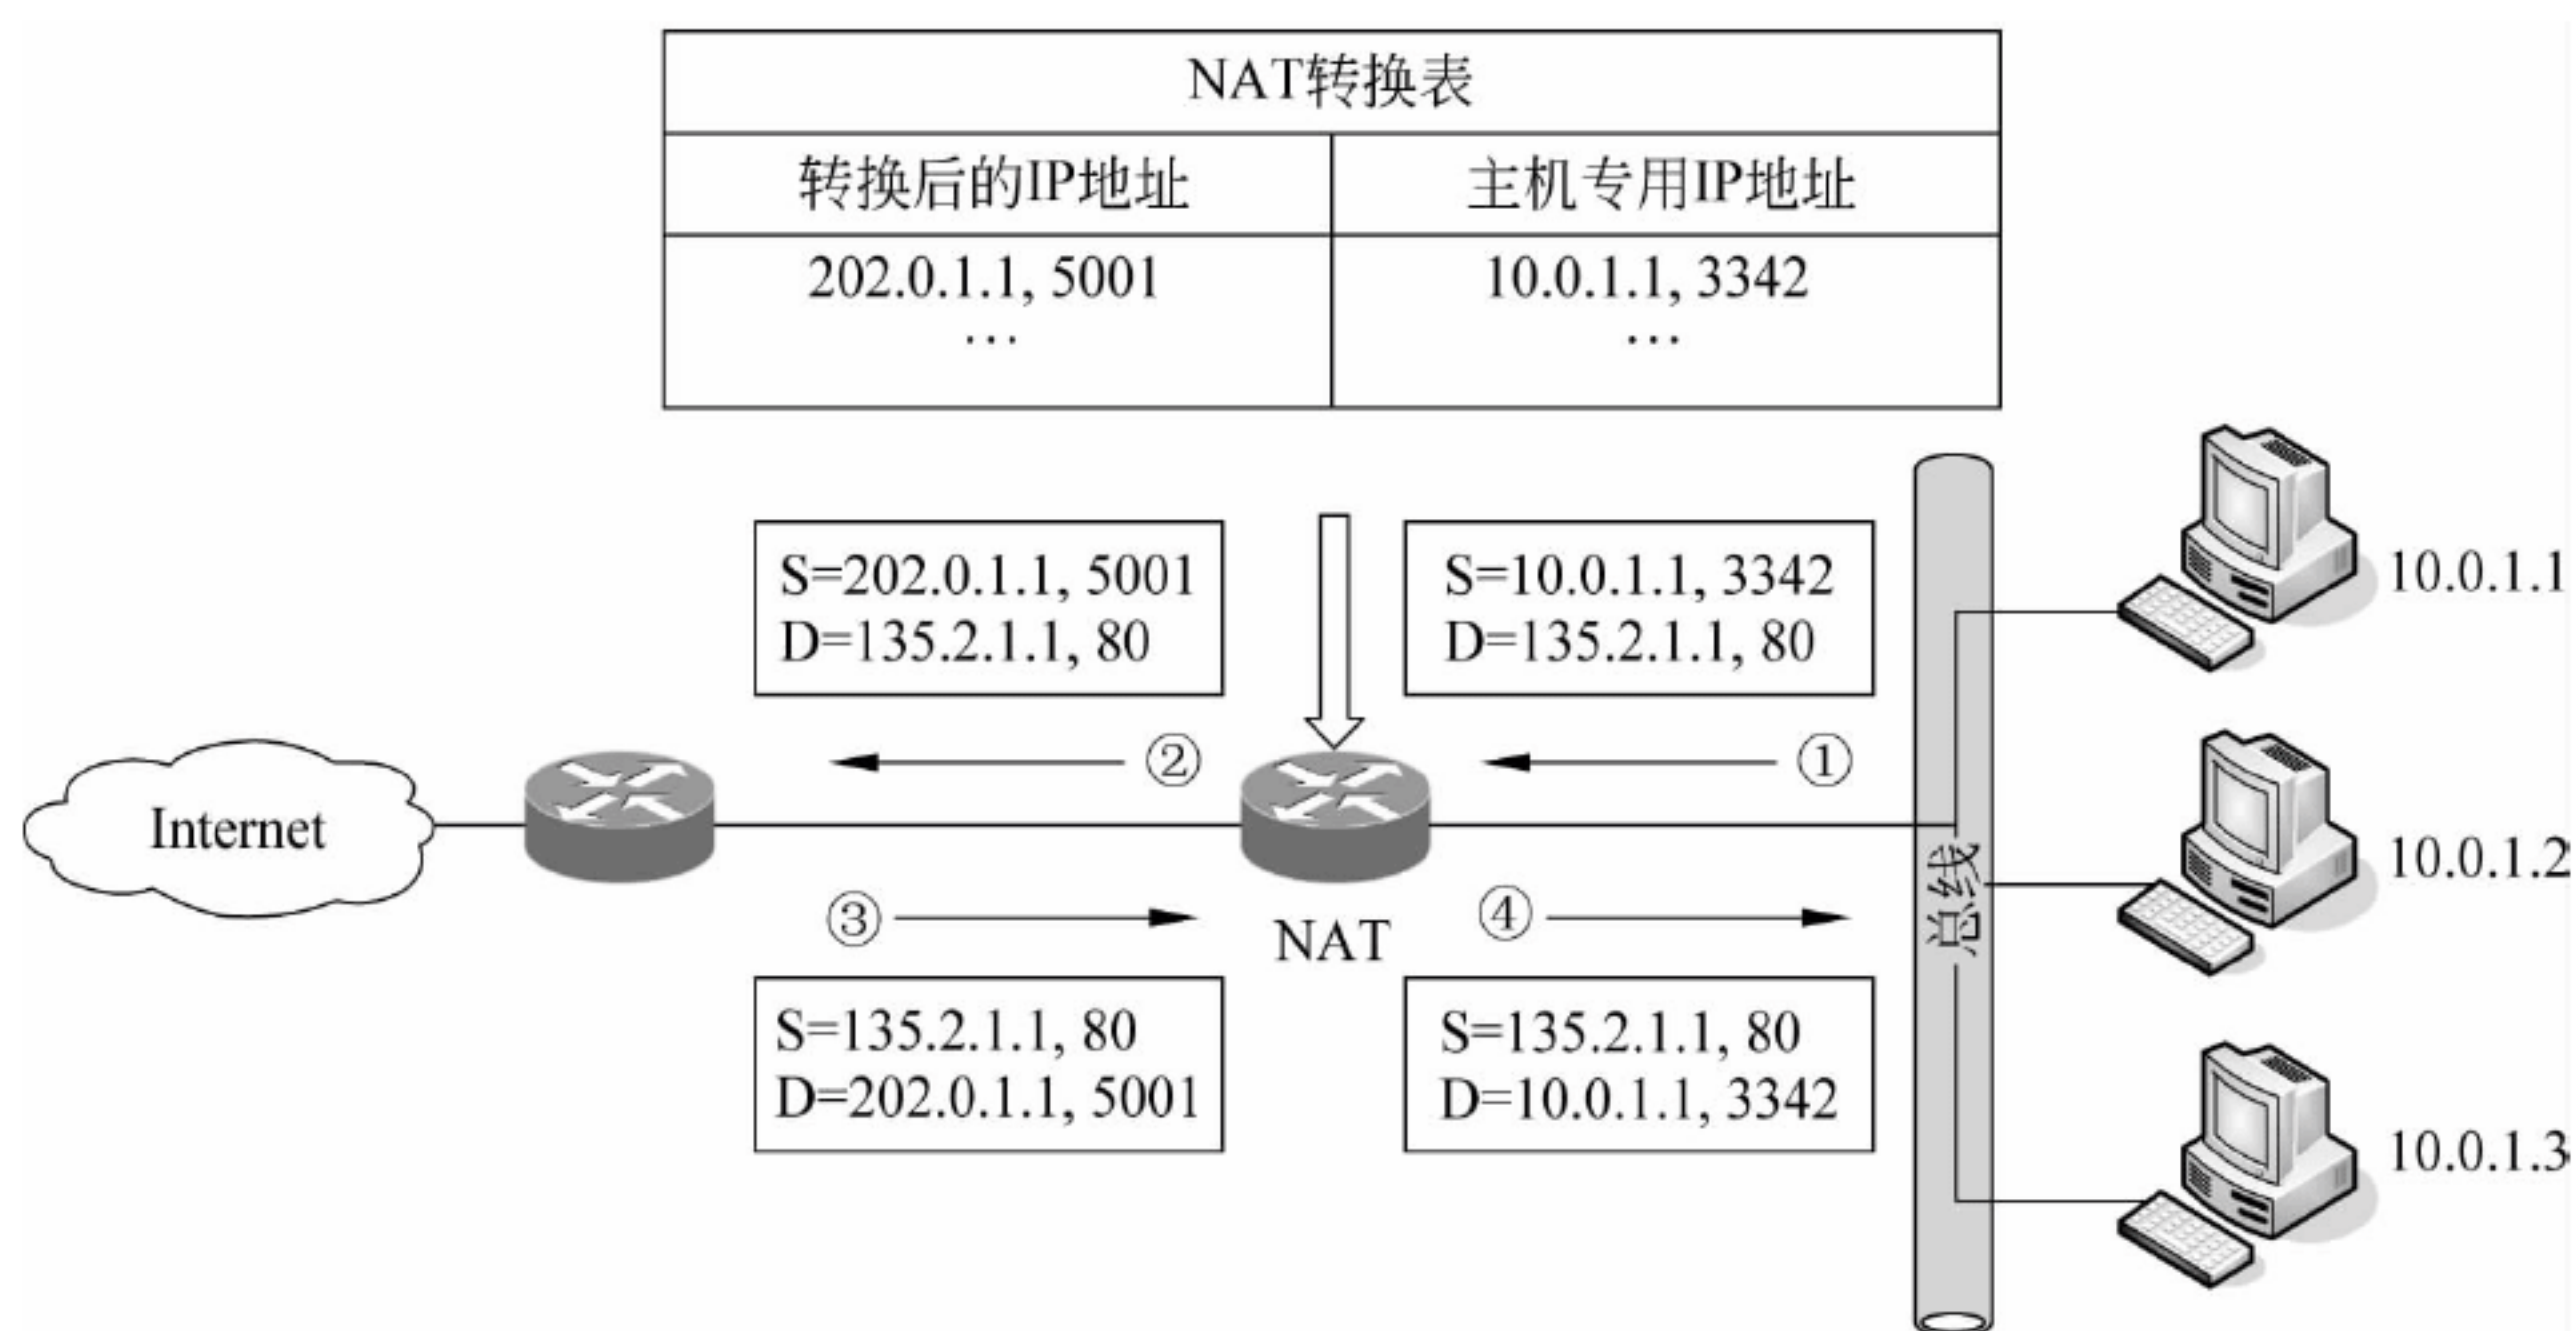 NAT转换表
转换后的IP地址
主机专用IP地址
202.0.1.1, 5001
10.0.1.1, 3342
…
…
S=202.0.1.1, 5001
D=135.2.1.1, 80
S=10.0.1.1, 3342
D=135.2.1.1, 80
10.0.1.1
②
①
Internet
10.0.1.2
总线
③
NAT
④
S=135.2.1.1, 80
D=202.0.1.1, 5001
S=135.2.1.1, 80
D=10.0.1.1, 3342
10.0.1.3